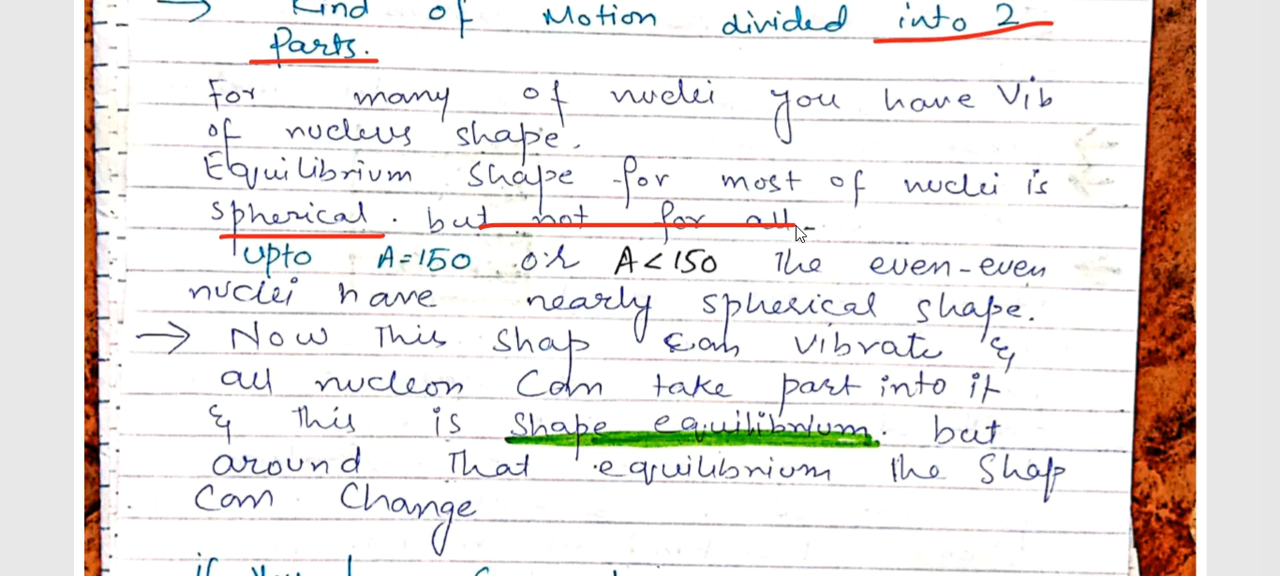 → Kind of Motion divided into 2
Parts.
For many of nuclei you have Vib
of nucleus shape.
Equilibrium shape for most of nuclei is
spherical. but not for all
upto A=150 or A<150 the even-even
nuclei have nearly spherical shape.
→ Now this shap can vibrate &
all nucleon can take part into it
& this is shape equilibrium. but
around that equilibrium the shap
can change